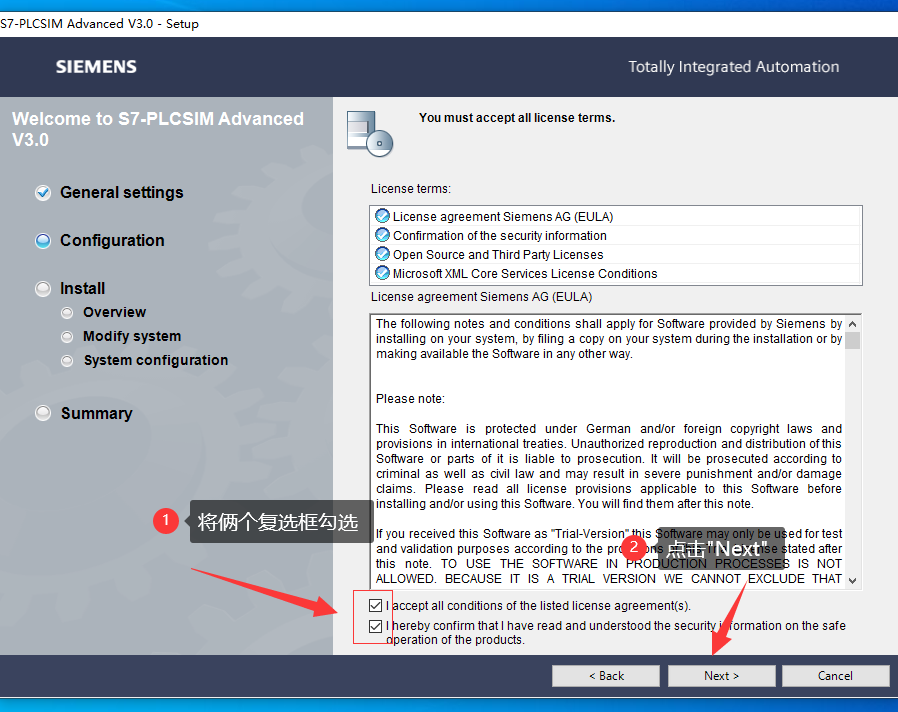 S7-PLCSIM Advanced V3.0 - Setup
SIEMENS
Totally Integrated Automation
Welcome to S7-PLCSIM Advanced
V3.0
General settings
Configuration
Install
Overview
Modify system
System configuration
Summary
You must accept all license terms.
License terms:
License agreement Siemens AG (EULA)
Confirmation of the security information
Open Source and Third Party Licenses
Microsoft XML Core Services License Conditions
License agreement Siemens AG (EULA)
The following notes and conditions shall apply for Software provided by Siemens by
installing on your system, by filing a copy on your system during the installation or by
making available the Software in any other way.
Please note:
This Software is protected under German and/or foreign copyright laws and
provisions in international treaties. Unauthorized reproduction and distribution of this
Software or parts of it is liable to prosecution. It will be prosecuted according to
criminal as well as civil law and may result in severe punishment and/or damage
claims. Please read all license provisions applicable to this Software before
installing and/or using this Software. You will find them after this note.
If you received this Software as "Trial-Version" this Software may only be used for test
and validation purposes according to the stated after
this note. TO USE THE SOFTWARE IN PRODUCTION PROCESSES IS NOT
ALLOWED. BECAUSE IT IS A TRIAL VERSION WE CANNOT EXCLUDE THAT
1
将俩个复选框勾选
2
点击"Next"
I accept all conditions of the listed license agreement(s).
I hereby confirm that I have read and understood the security information on the safe
operation of the products.
< Back
Next >
Cancel